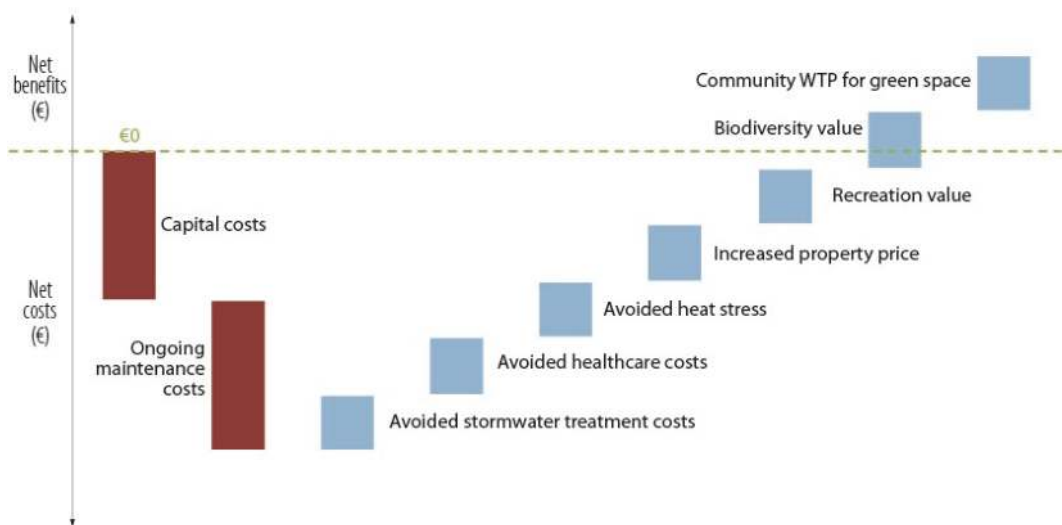 Net
benefits
(€)
Community WTP for green space
Biodiversity value
€0
Recreation value
Capital costs
Increased property price
Net
costs
(€)
Avoided heat stress
Ongoing
maintenance
costs
Avoided healthcare costs
Avoided stormwater treatment costs